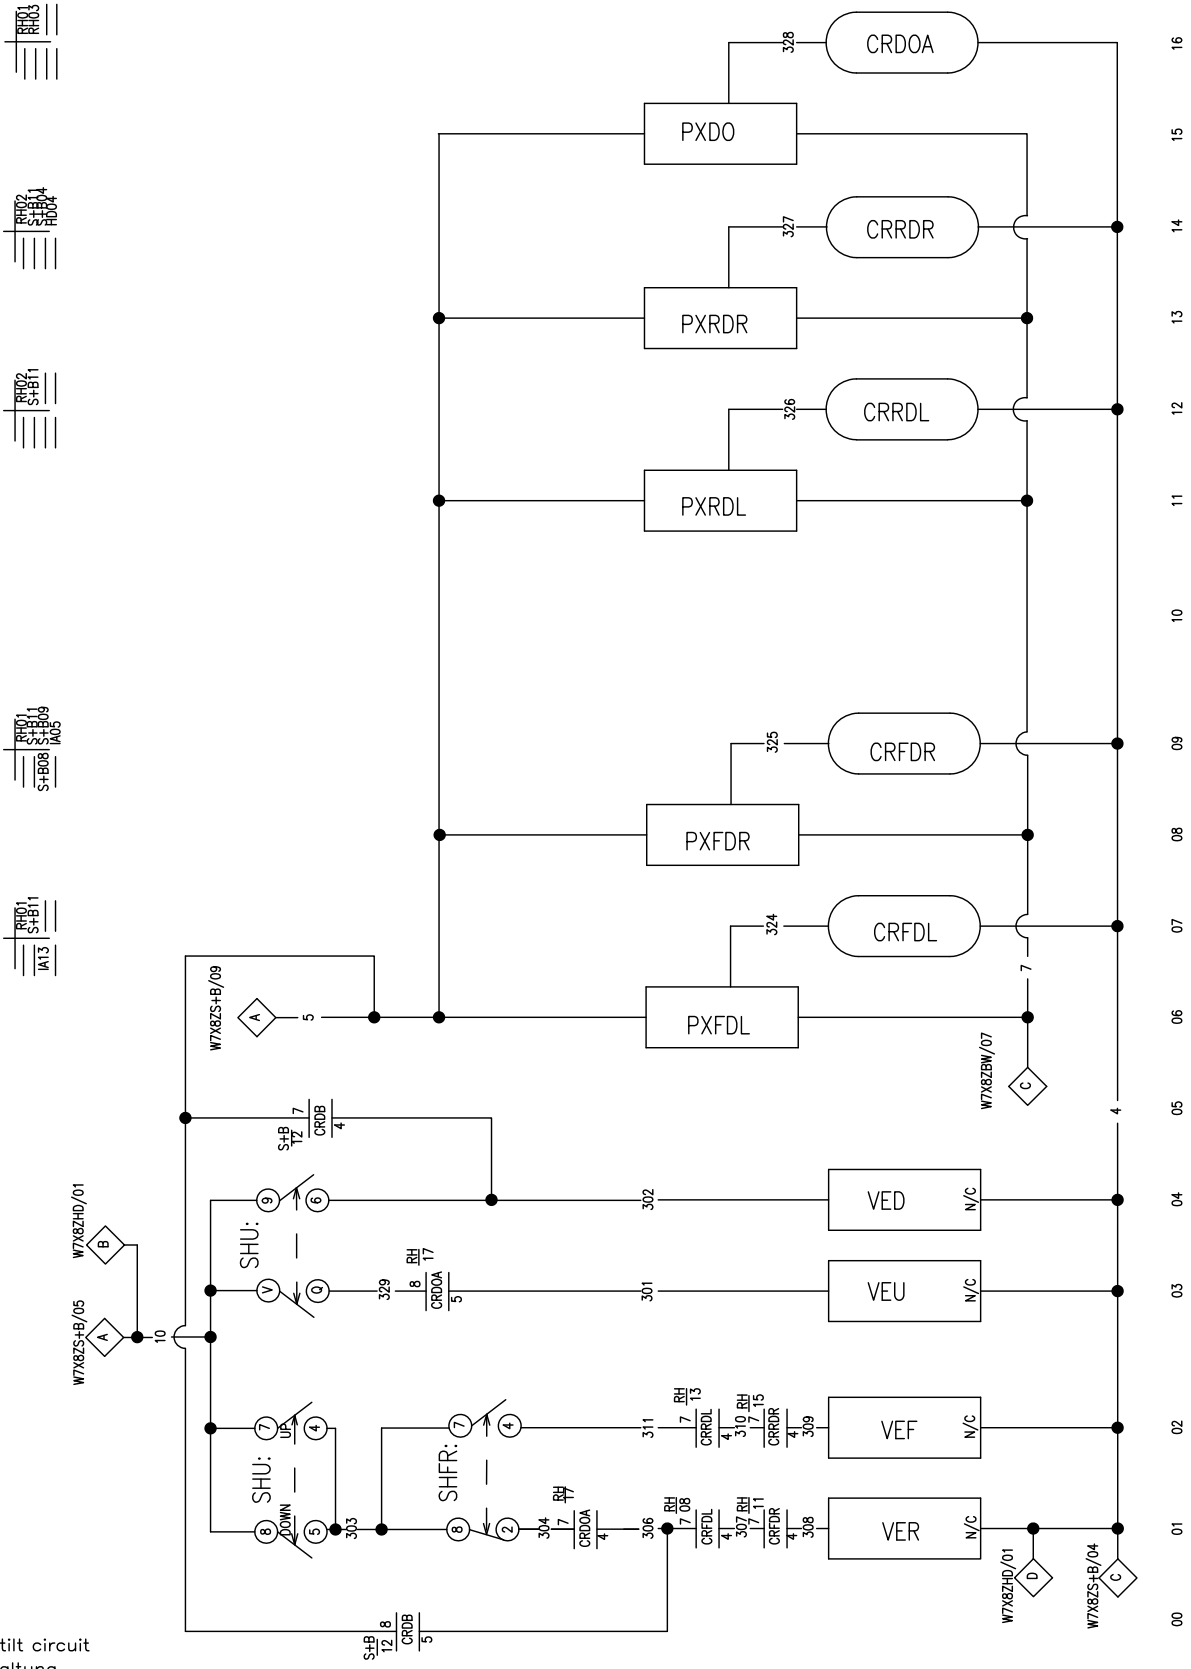 RH01
RH03
328
CRDOA
16
PXDO
15
RH02
S+B11
S+B04
HD04
327
CRRDR
14
PXRDR
13
RH02
S+B11
326
CRRDL
12
PXRDL
11
10
RH01
S+B11
S+B08 S+B09
IA05
325
CRFDR
09
PXFDR
08
RH01
S+B11
IA13
324
CRFDL
07
7
W7X8ZS+B/09
A
5
PXFDL
06
W7X8ZBW/07
C
S+B
12
7
CRDB
4
4
05
W7X8ZHD/01
B
SHU:
9
6
302
VED
N/C
04
V
Q
329
RH
17
8
CRDOA
5
301
VEU
N/C
03
W7X8ZS+B/05
A
10
SHU:
7
UP
4
SHFR:
7
4
311
RH
13
7
CRRDL
4
310
RH
15
7
CRRDR
4
309
VEF
N/C
02
8
DOWN
5
303
8
2
304
RH
17
7
CRDOA
4
306
RH
08
7
CRFDL
4
307
RH
11
7
CRFDR
4
308
VER
N/C
01
W7X8ZHD/01
D
W7X8ZS+B/04
C
S+B
12
8
CRDB
5
00
tilt circuit
altung